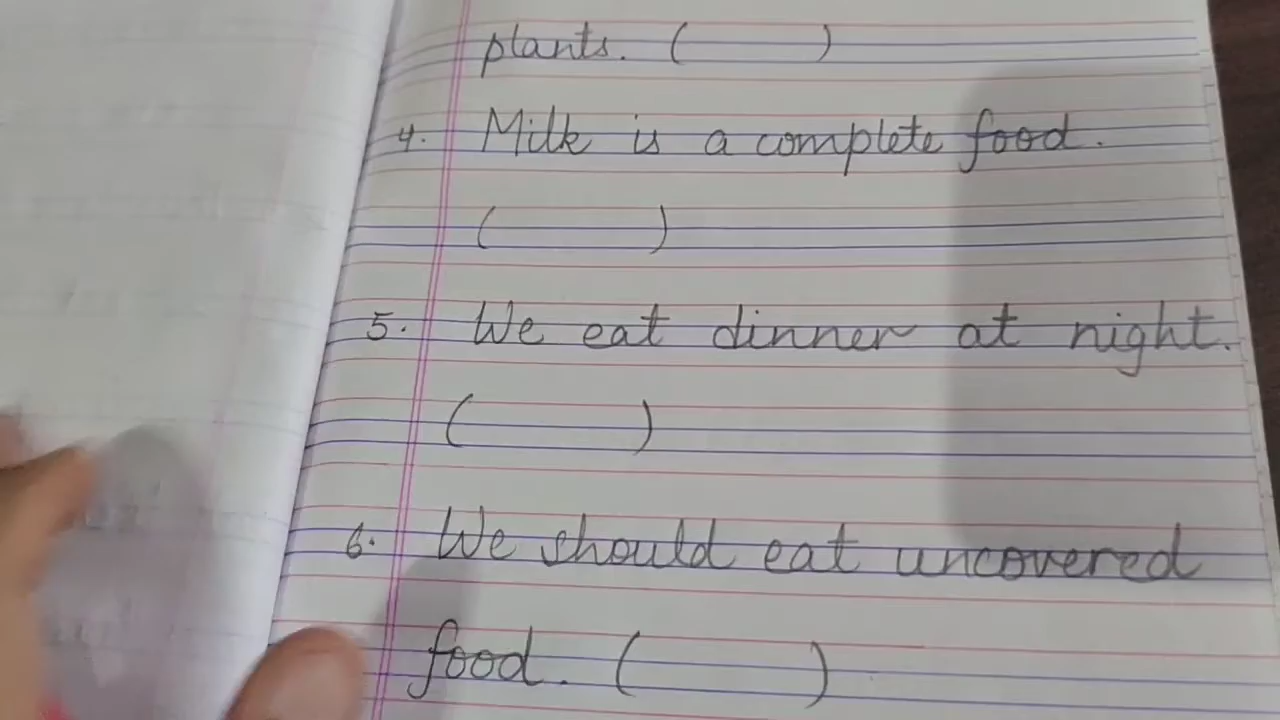 plants. ( )
4. Milk is a complete food.
( )
5. We eat dinner at night.
( )
6. We should eat uncovered
food. ( )